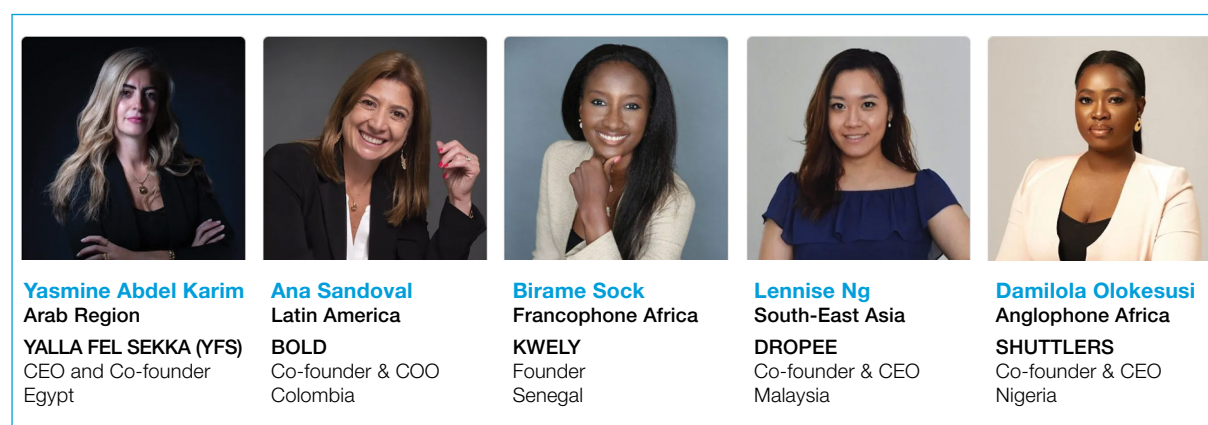 Yasmine Abdel Karim
Arab Region
YALLA FEL SEKKA (YFS)
CEO and Co-founder
Egypt
Ana Sandoval
Latin America
BOLD
Co-founder & COO
Colombia
Birame Sock
Francophone Africa
KWELY
Founder
Senegal
Lennise Ng
South-East Asia
DROPEE
Co-founder & CEO
Malaysia
Damilola Olokesusi
Anglophone Africa
SHUTTLERS
Co-founder & CEO
Nigeria